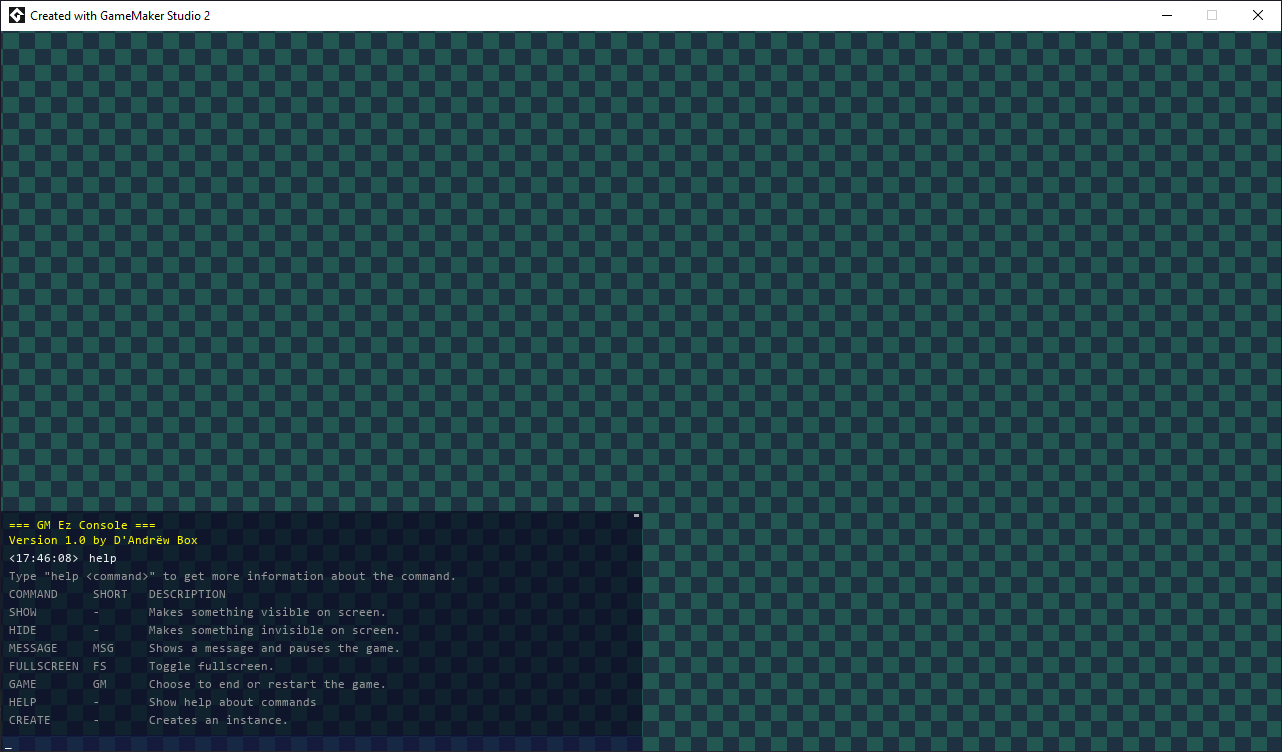 Created with GameMaker Studio 2
=== GM Ez Console ===
Version 1.0 by D'Andrëw Box
<17:46:08> help
Type "help <command>" to get more information about the command.
COMMAND SHORT DESCRIPTION
SHOW - Makes something visible on screen.
HIDE - Makes something invisible on screen.
MESSAGE MSG Shows a message and pauses the game.
FULLSCREEN FS Toggle fullscreen.
GAME GM Choose to end or restart the game.
HELP - Show help about commands
CREATE - Creates an instance.
_